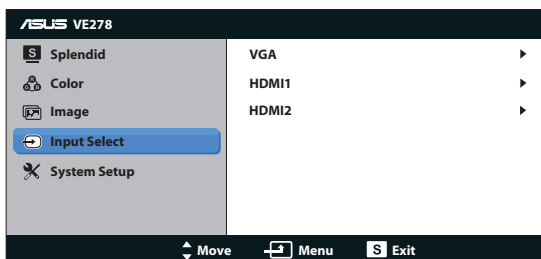 ASUS VE278
S Splendid
Color
Image
Input Select
System Setup
VGA
HDMI1
HDMI2
Move Menu S Exit